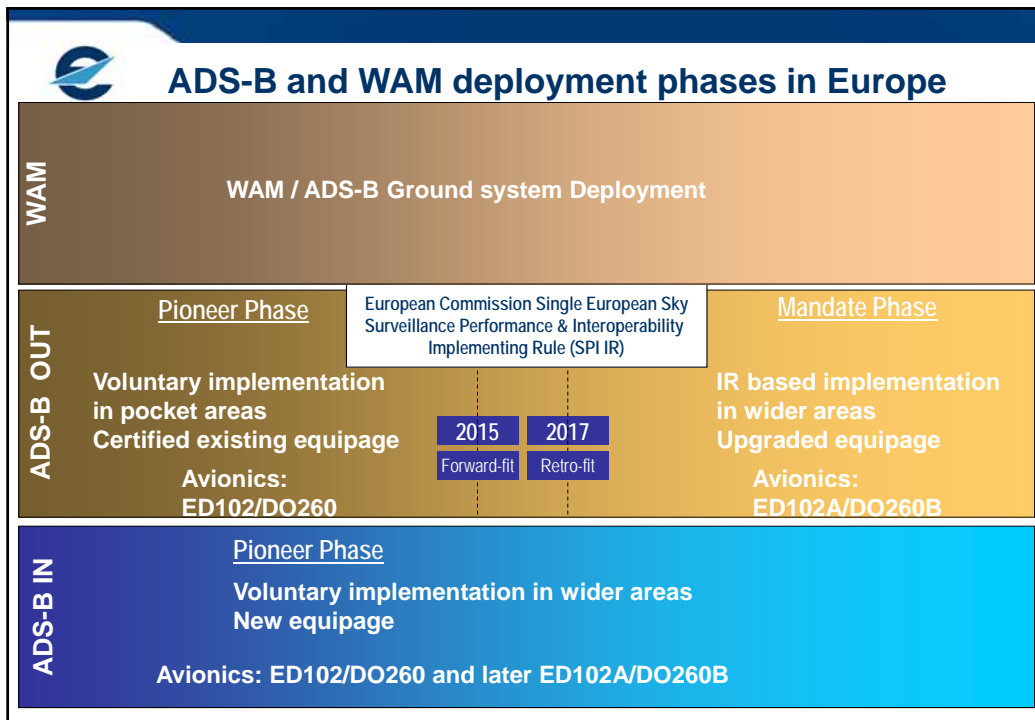 ADS-B and WAM deployment phases in Europe
WAM
WAM / ADS-B Ground system Deployment
ADS-B OUT
Pioneer Phase
Voluntary implementation
in pocket areas
Certified existing equipage
Avionics:
ED102/DO260
European Commission Single European Sky
Surveillance Performance & Interoperability
Implementing Rule (SPI IR)
2015
Forward-fit
2017
Retro-fit
Mandate Phase
IR based implementation
in wider areas
Upgraded equipage
Avionics:
ED102A/DO260B
ADS-B IN
Pioneer Phase
Voluntary implementation in wider areas
New equipage
Avionics: ED102/DO260 and later ED102A/DO260B